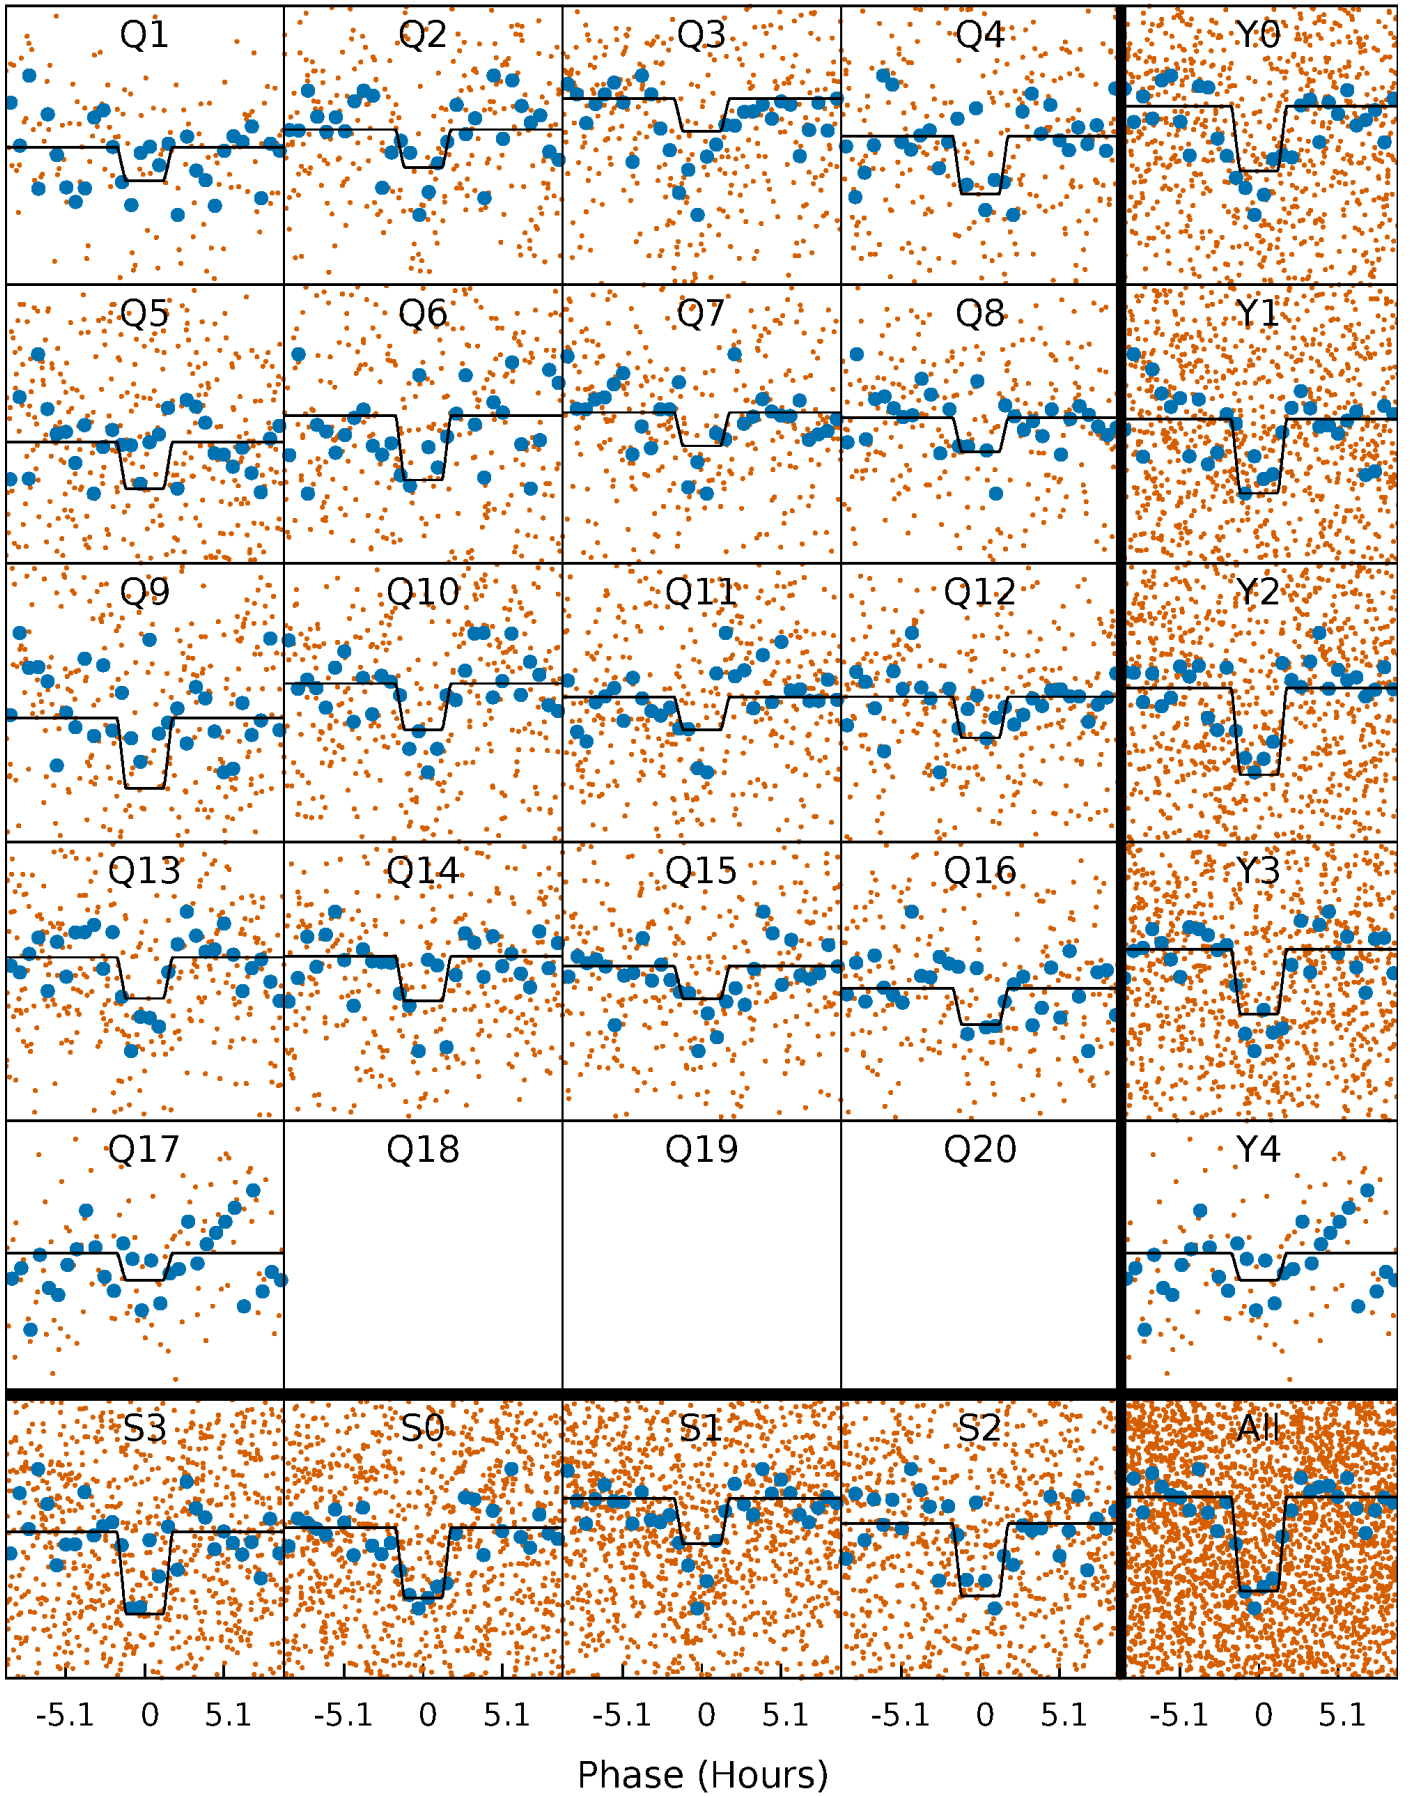 Q1 Q2 Q3 Q4 Y0
Q5 Q6 Q7 Q8 Y1
Q9 Q10 Q11 Q12 Y2
Q13 Q14 Q15 Q16 Y3
Q17 Q18 Q19 Q20 Y4
S3 S0 S1 S2 All
-5.1 0 5.1 -5.1 0 5.1 -5.1 0 5.1 -5.1 0 5.1 -5.1 0 5.1
Phase (Hours)